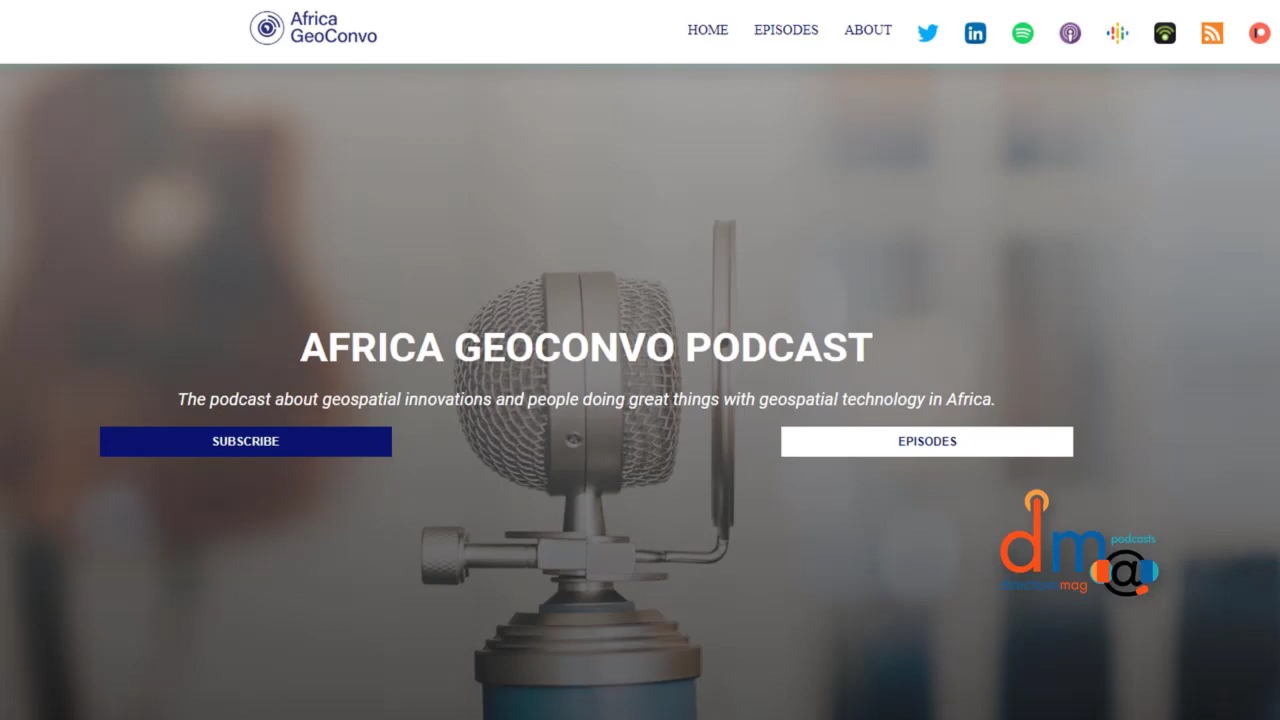 Africa
GeoConvo
HOME EPISODES ABOUT
in
AFRICA GEOCONVO PODCAST
The podcast about geospatial innovations and people doing great things with geospatial technology in Africa.
SUBSCRIBE
EPISODES
dm@
podcasts
mag